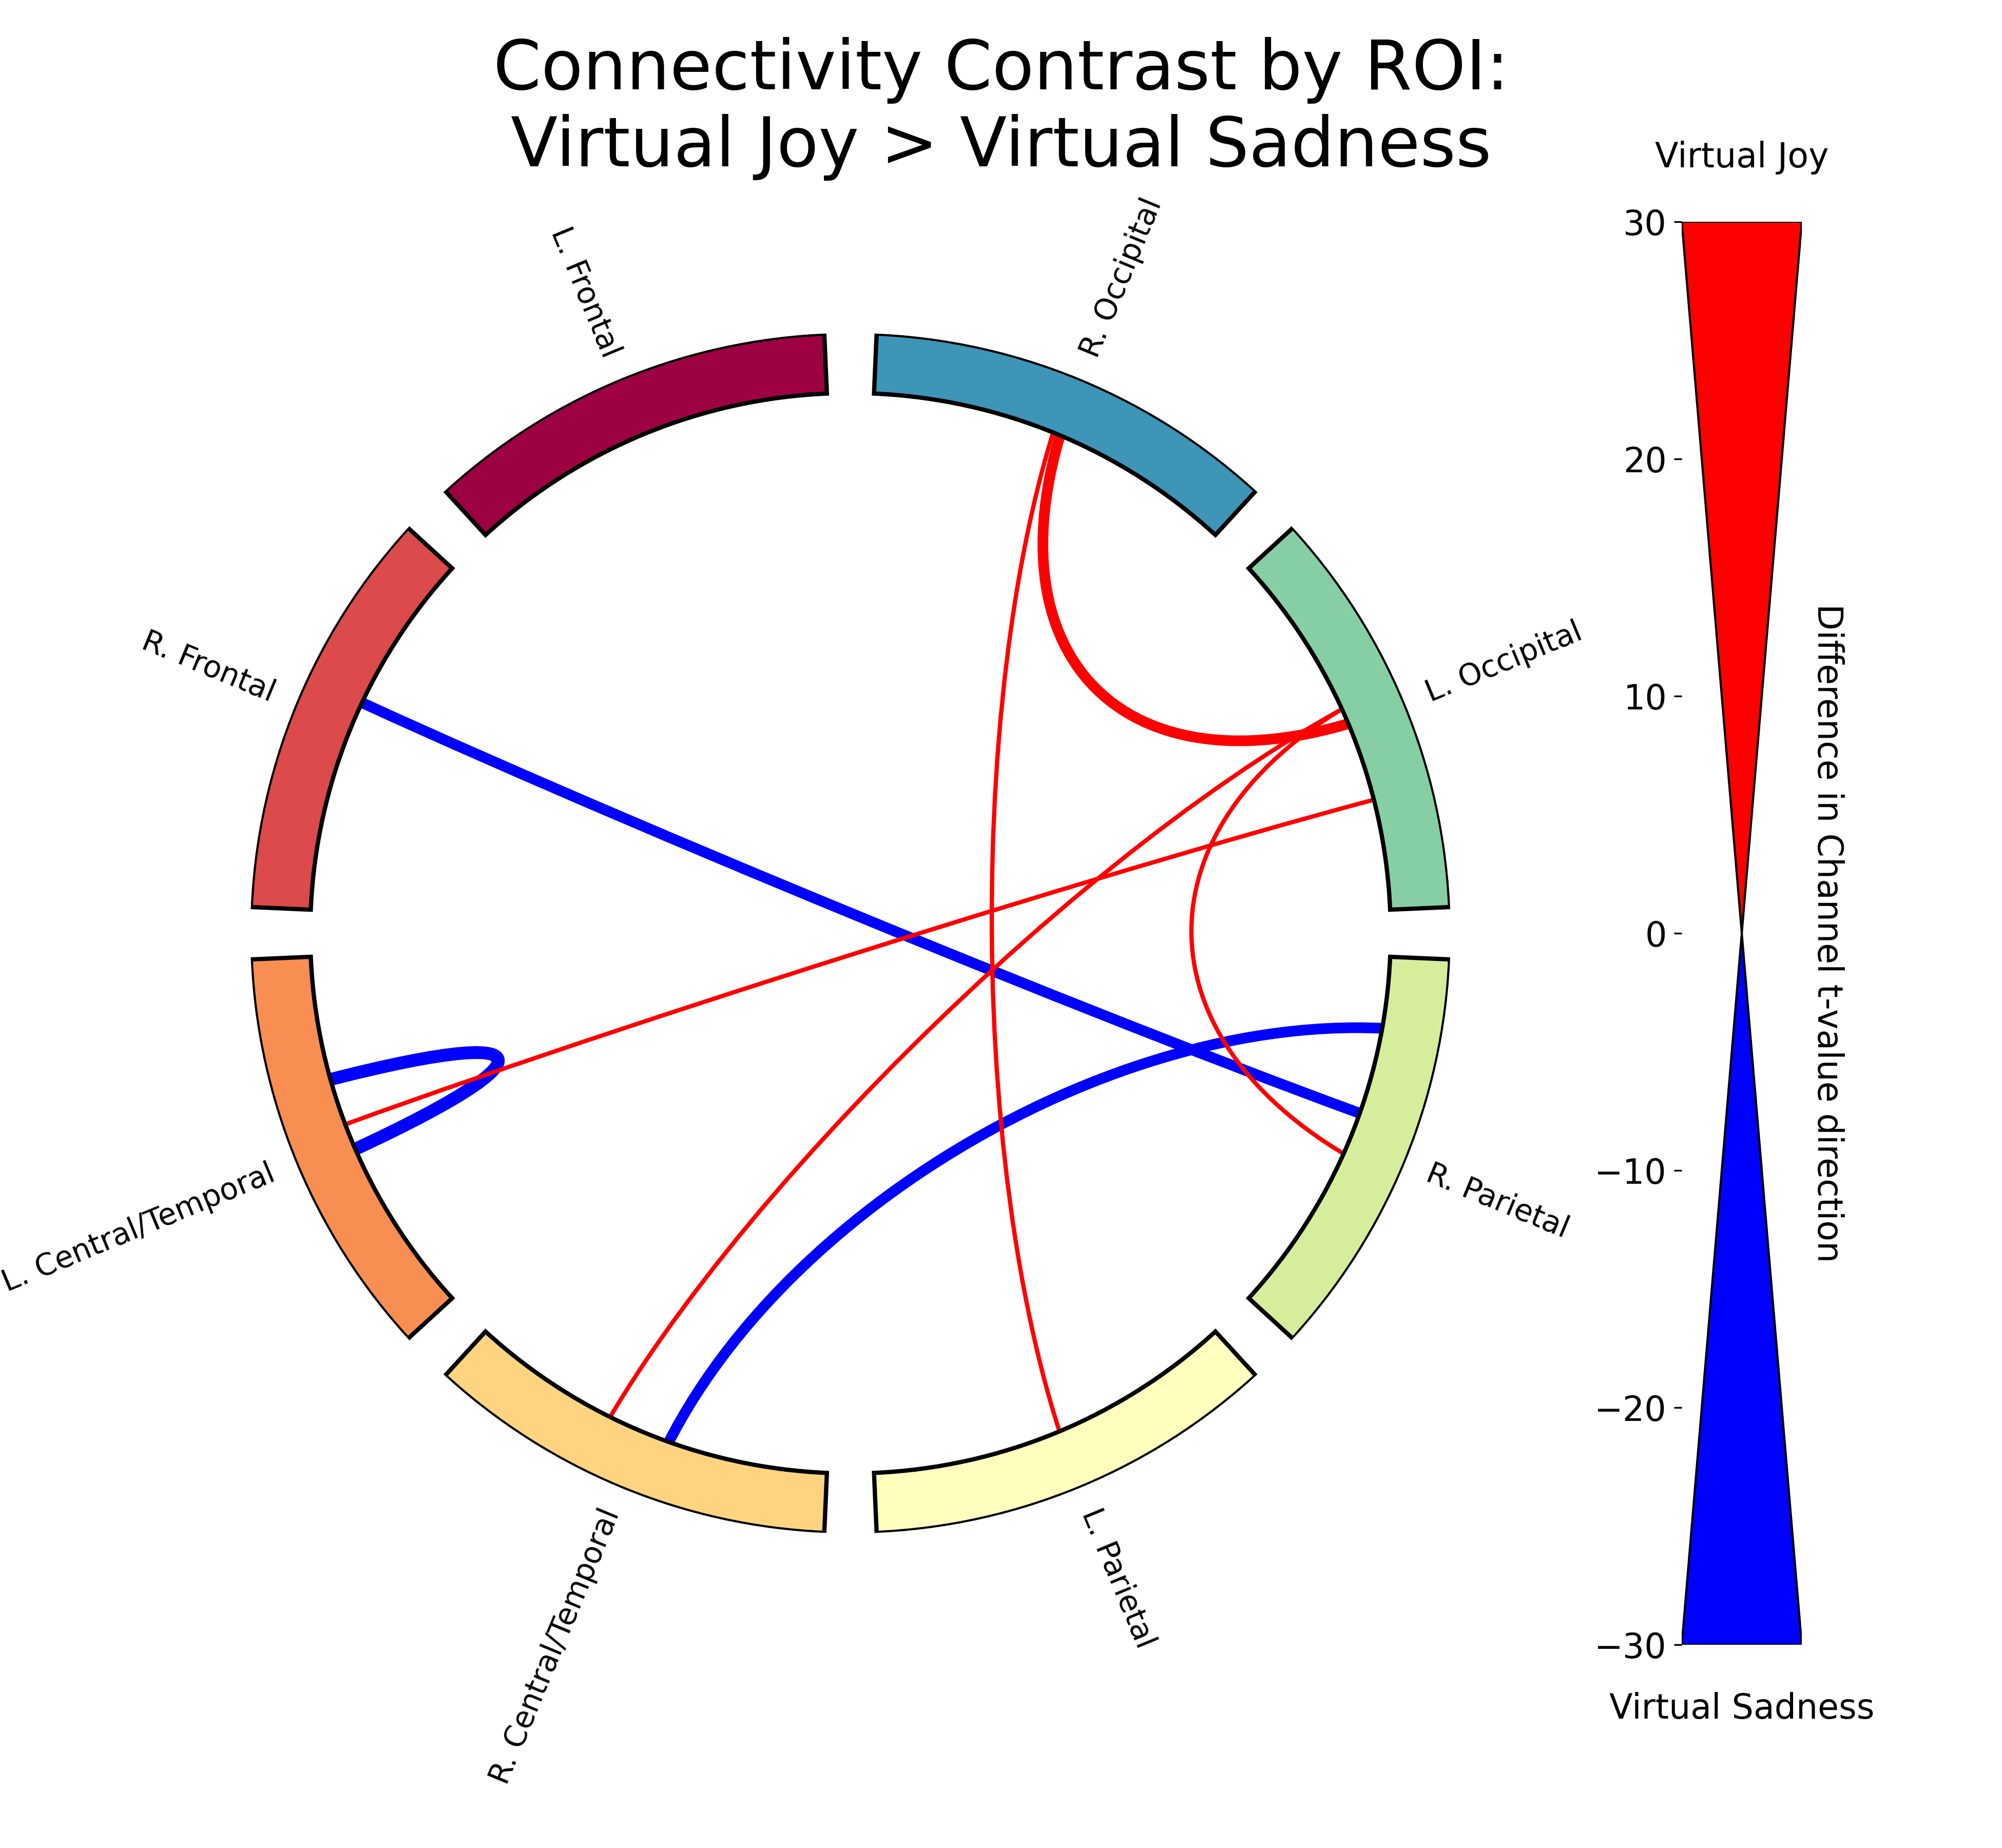 Connectivity Contrast by ROI:
Virtual Joy > Virtual Sadness
Virtual Joy
L. Frontal
R. Occipital
R. Frontal
L. Occipital
L. Central/Temporal
R. Parietal
R. Central/Temporal
L. Parietal
30
20
10
0
−10
−20
−30
Difference in Channel t-value direction
Virtual Sadness